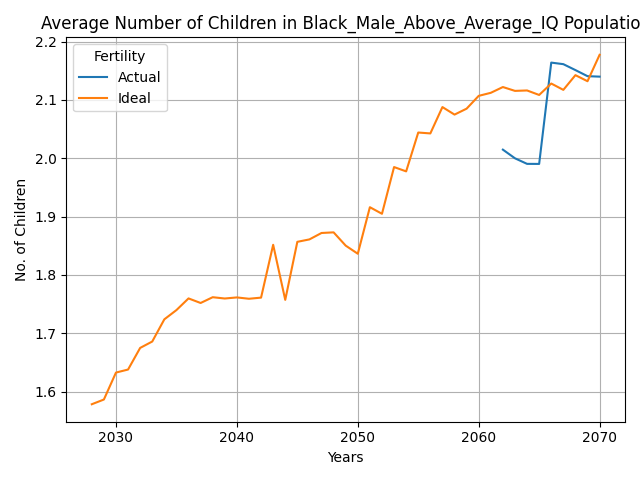 Average Number of Children in Black_Male_Above_Average_IQ Populatio
2.2
2.1
2.0
1.9
1.8
1.7
1.6
No. of Children
Fertility
Actual
Ideal
2030 2040 2050 2060 2070
Years